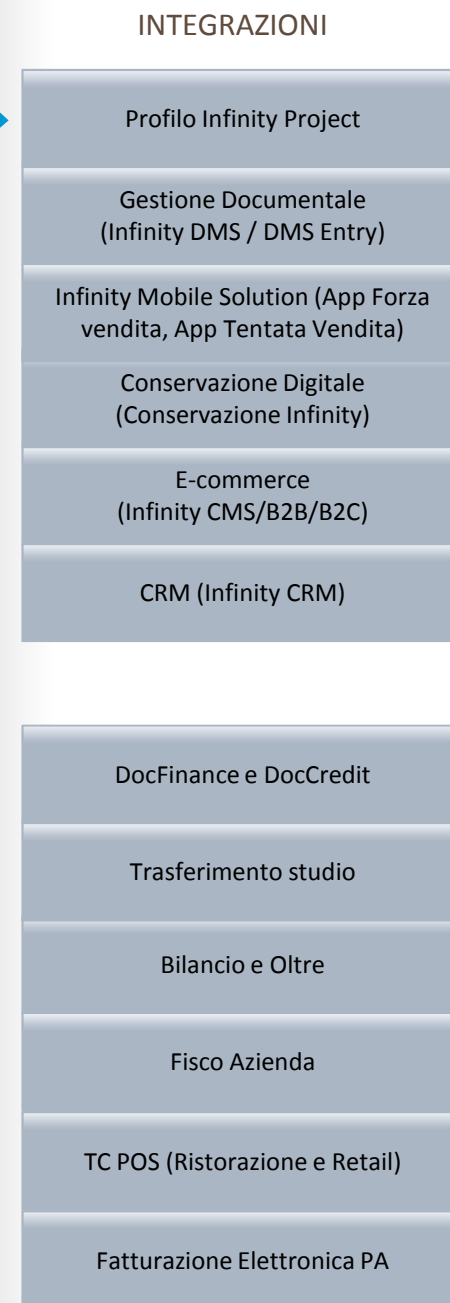 INTEGRAZIONI
Profilo Infinity Project
Gestione Documentale
(Infinity DMS / DMS Entry)
Infinity Mobile Solution (App Forza
vendita, App Tentata Vendita)
Conservazione Digitale
(Conservazione Infinity)
E-commerce
(Infinity CMS/B2B/B2C)
CRM (Infinity CRM)
DocFinance e DocCredit
Trasferimento studio
Bilancio e Oltre
Fisco Azienda
TC POS (Ristorazione e Retail)
Fatturazione Elettronica PA